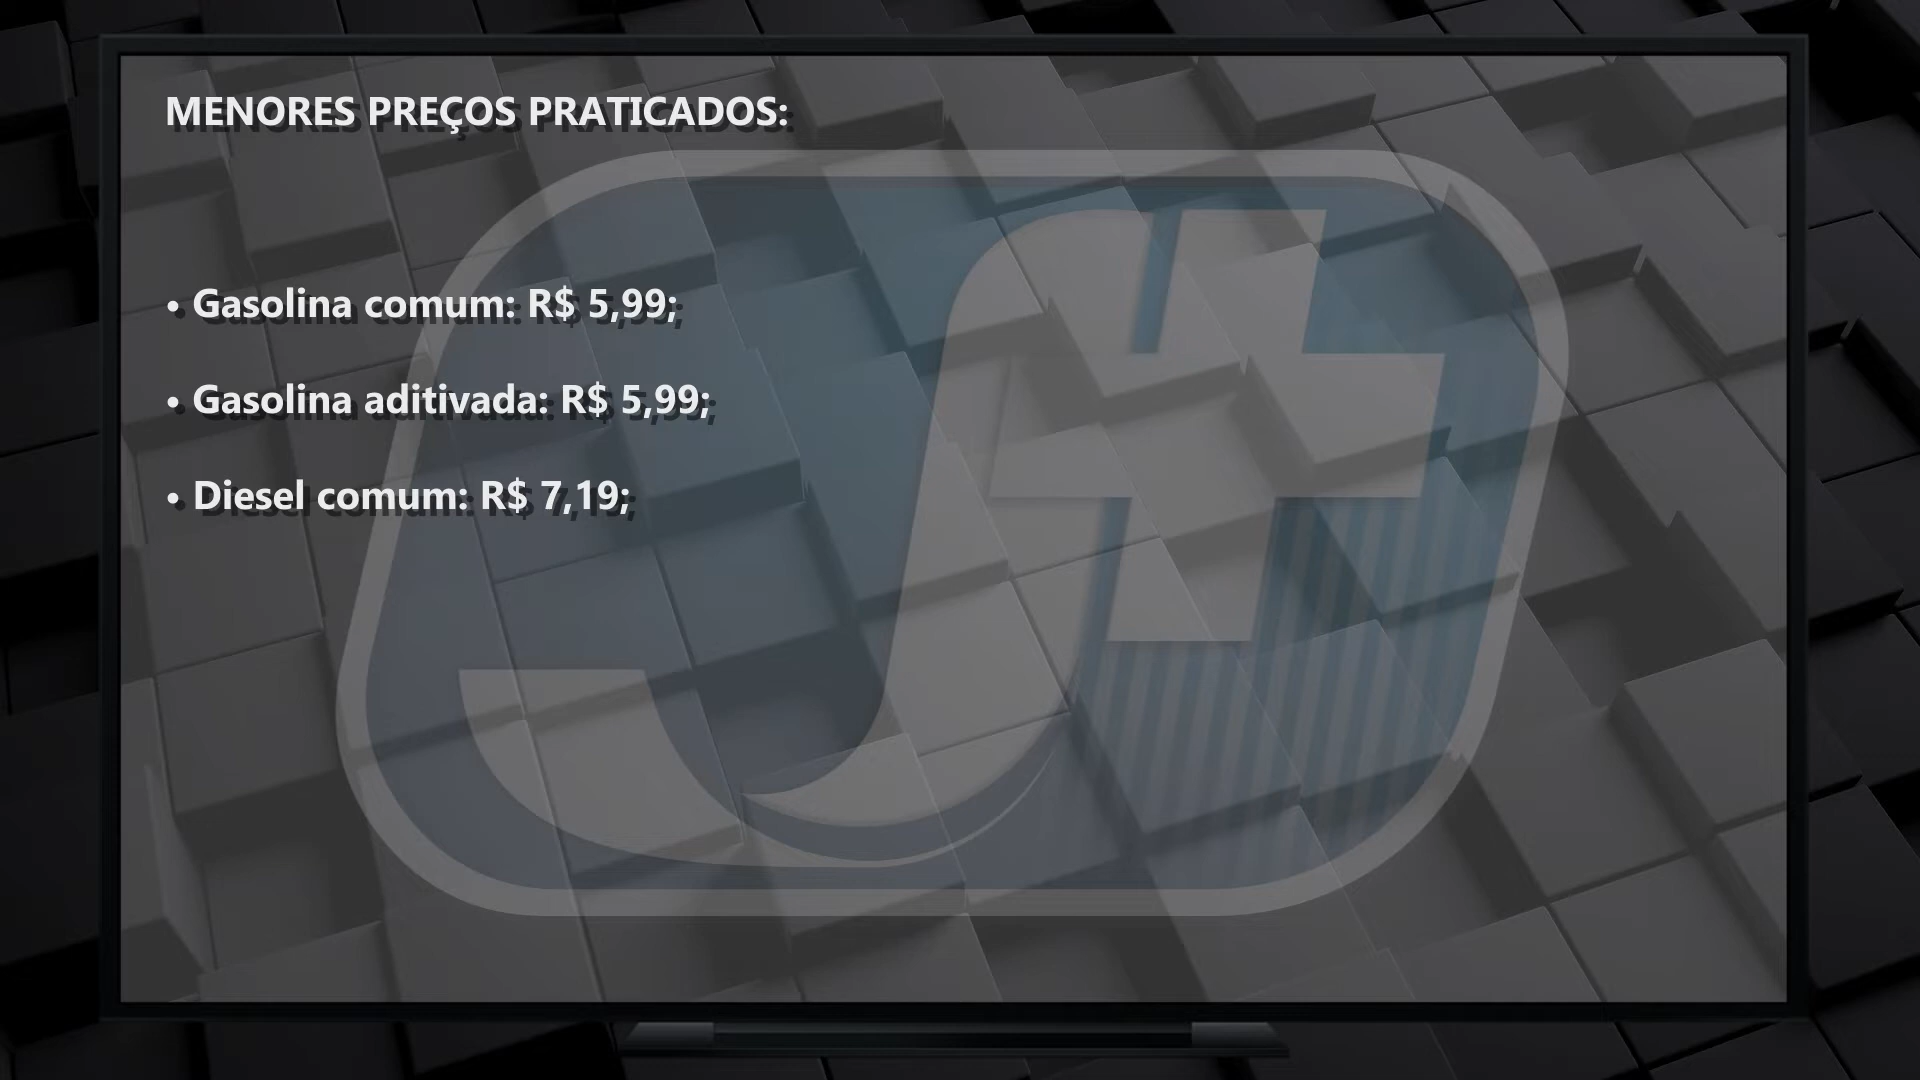 MENORES PREÇOS PRATICADOS:
• Gasolina comum: R$ 5,99;
• Gasolina aditivada: R$ 5,99;
• Diesel comum: R$ 7,19;